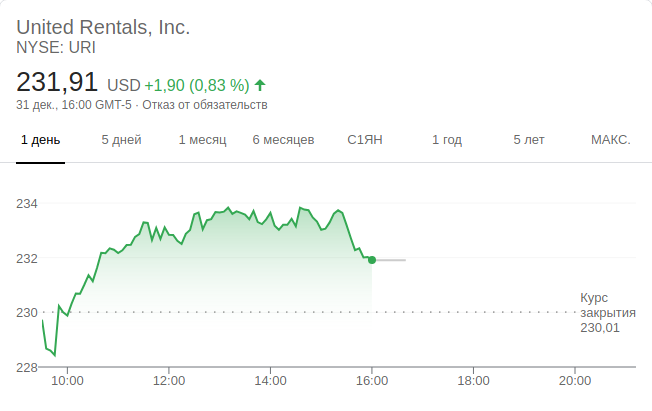 United Rentals, Inc.
NYSE: URI
231,91 USD +1,90 (0,83 %)
31 дек., 16:00 GMT-5 · Отказ от обязательств
1 день 5 дней 1 месяц 6 месяцев С1ЯН 1 год 5 лет МАКС.
234
232
230
228
Курс
закрытия
230,01
10:00 12:00 14:00 16:00 18:00 20:00